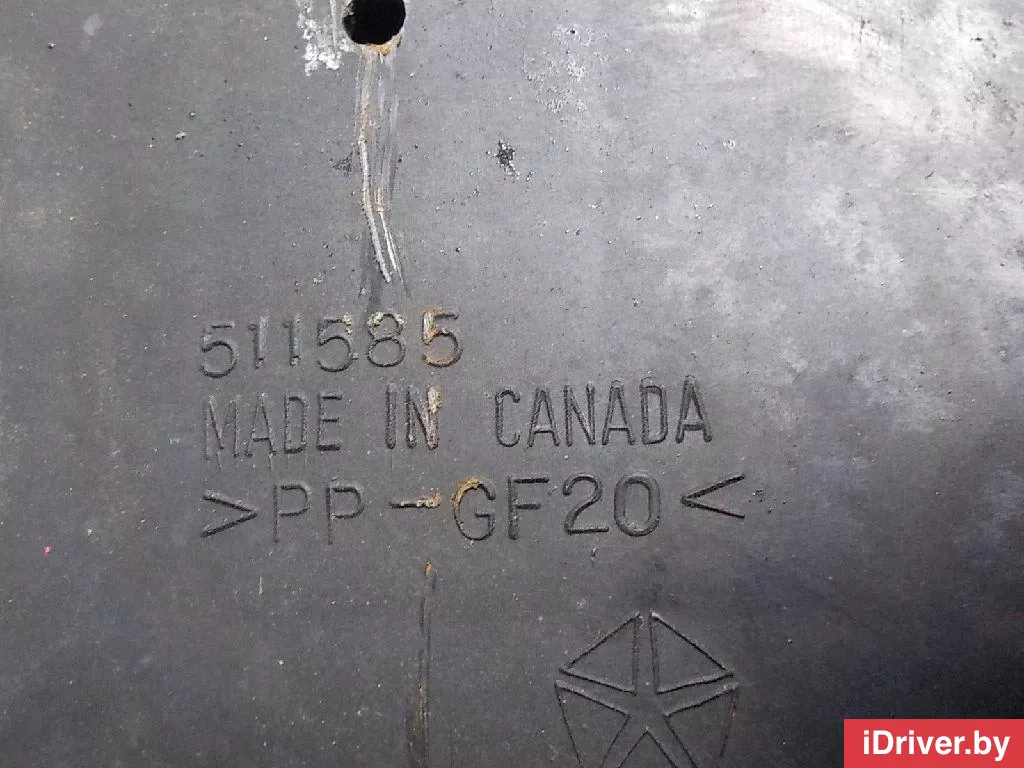 511585
MADE IN CANADA
>PP-GF20<
iDriver.by